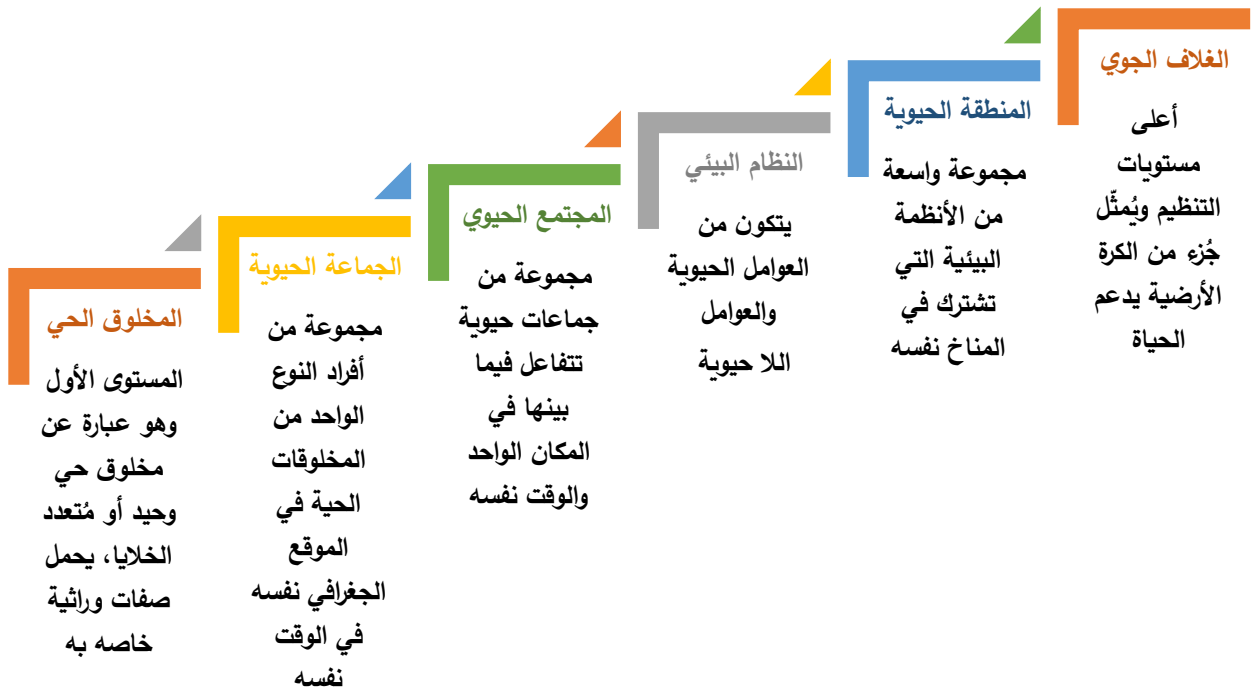 الغلاف الجوي
أعلى
مستويات
التنظيم ويُمثّل
جُزء من الكرة
الأرضية يدعم
الحياة
المنطقة الحيوية
مجموعة واسعة
من الأنظمة
البيئية التي
تشترك في
المناخ نفسه
النظام البيئي
يتكون من
العوامل الحيوية
والعوامل
اللا حيوية
المجتمع الحيوي
مجموعة من
جماعات حيوية
تتفاعل فيما
بينها في
المكان الواحد
والوقت نفسه
الجماعة الحيوية
مجموعة من
أفراد النوع
الواحد من
المخلوقات
الحية في
الموقع
الجغرافي نفسه
في الوقت
نفسه
المخلوق الحي
المستوى الأول
وهو عبارة عن
مخلوق حي
وحيد أو مُتعدد
الخلايا، يحمل
صفات وراثية
خاصه به